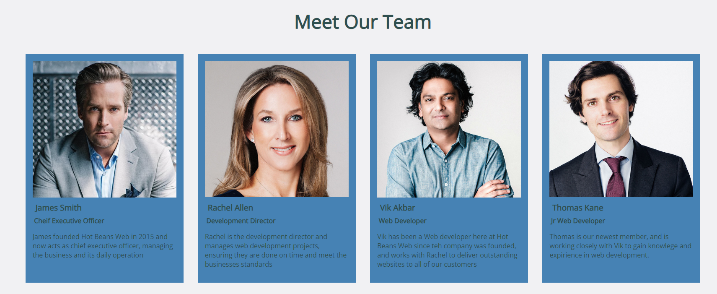 Meet Our Team
James Smith
Cheif Executive Officer
James founded Hot Beans Web in 2015 and
now acts as chief executive officer, managing
the business and its daily operation
Rachel Allen
Development Director
Rachel is the development director and
manages web development projects,
ensuring they are done on time and meet the
businesses standards
Vik Akbar
Web Developer
Vik has been a Web developer here at Hot
Beans Web since teh company was founded,
and works with Rachel to deliver outstanding
websites to all of our customers
Thomas Kane
Jr Web Developer
Thomas is our newest member, and is
working closely with Vik to gain knowlege and
experience in web development.